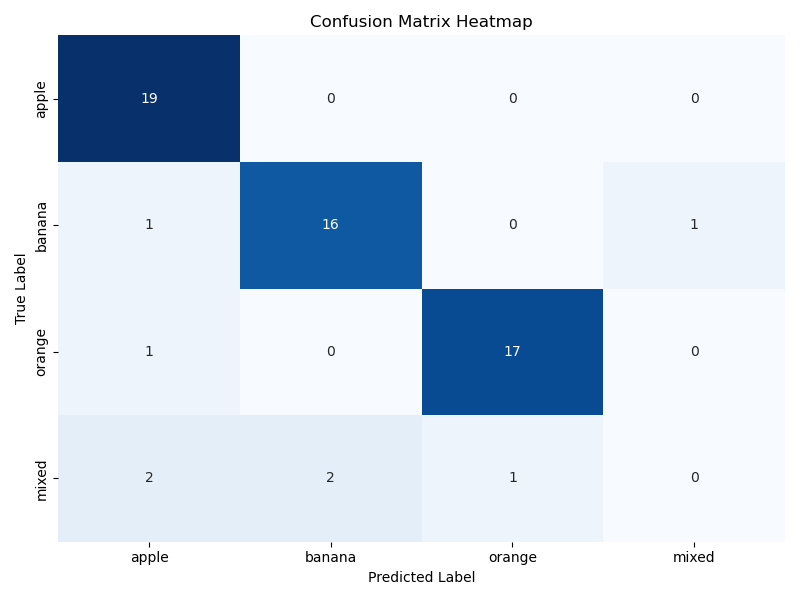 Confusion Matrix Heatmap
True Label
apple
19 0 0 0
banana
1 16 0 1
orange
1 0 17 0
mixed
2 2 1 0
apple banana orange mixed
Predicted Label